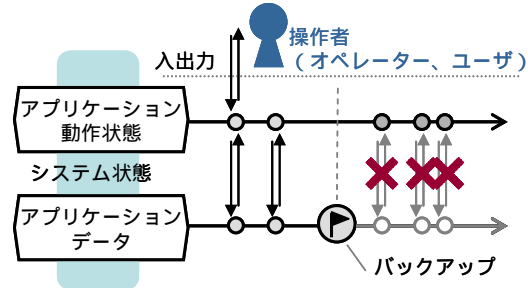 操作者
(オペレーター、ユーザ)
入出力
アプリケーション
動作状態
システム状態
アプリケーション
データ
バックアップ